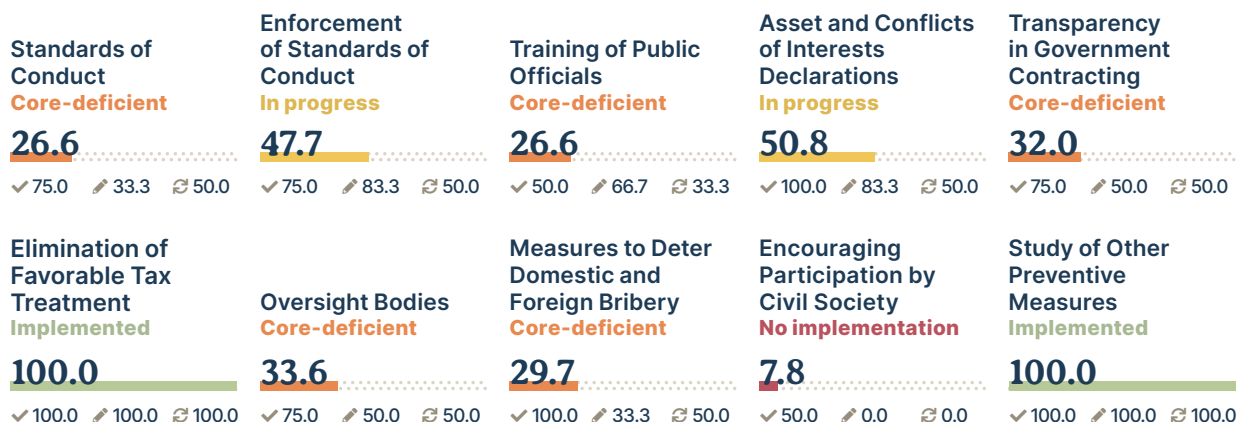 Standards of
Conduct
Core-deficient
26.6
75.0 33.3 50.0
Enforcement
of Standards of
Conduct
In progress
47.7
75.0 83.3 50.0
Training of Public
Officials
Core-deficient
26.6
50.0 66.7 33.3
Asset and Conflicts
of Interests
Declarations
In progress
50.8
100.0 83.3 50.0
Transparency
in Government
Contracting
Core-deficient
32.0
75.0 50.0 50.0
Elimination of
Favorable Tax
Treatment
Implemented
100.0
100.0 100.0 100.0
Oversight Bodies
Core-deficient
33.6
75.0 50.0 50.0
Measures to Deter
Domestic and
Foreign Bribery
Core-deficient
29.7
100.0 33.3 50.0
Encouraging
Participation by
Civil Society
No implementation
7.8
50.0 0.0 0.0
Study of Other
Preventive
Measures
Implemented
100.0
100.0 100.0 100.0